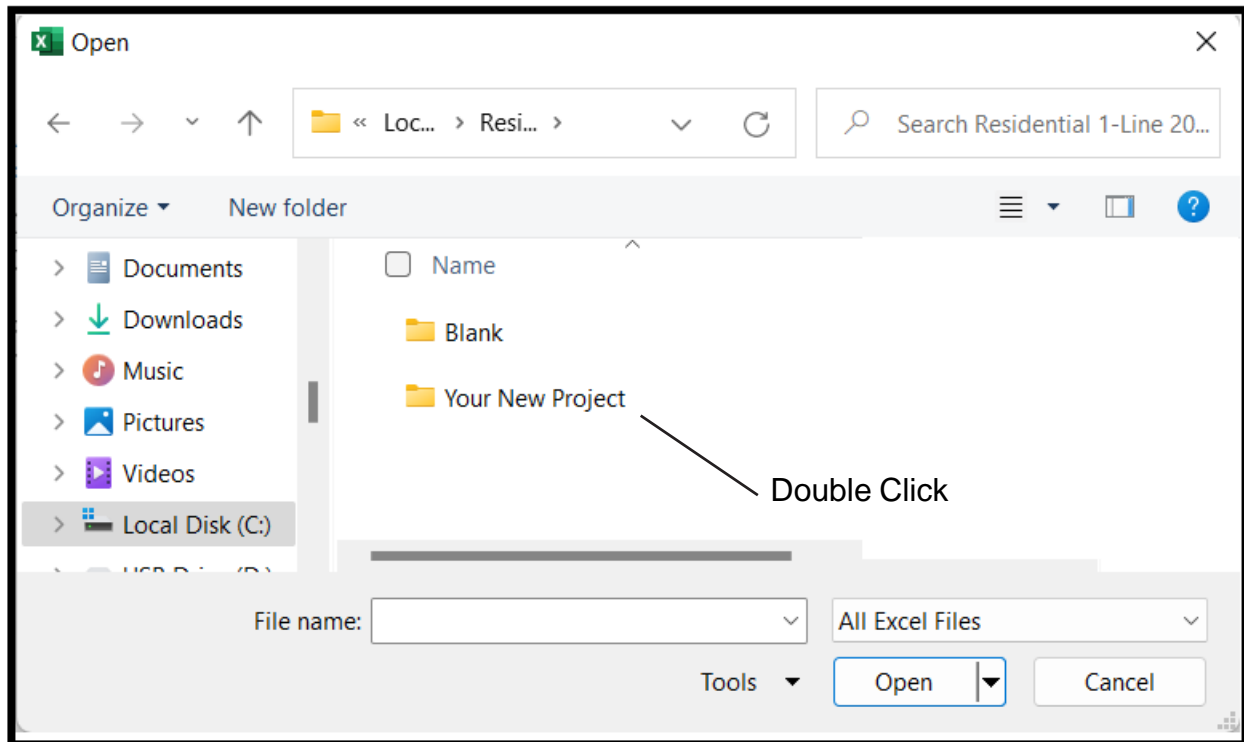 Open
« Loc... > Resi... >
Search Residential 1-Line 20...
Organize
New folder
Name
Documents
Downloads
Music
Pictures
Videos
Local Disk (C:)
Blank
Your New Project
Double Click
File name:
All Excel Files
Tools
Open
Cancel